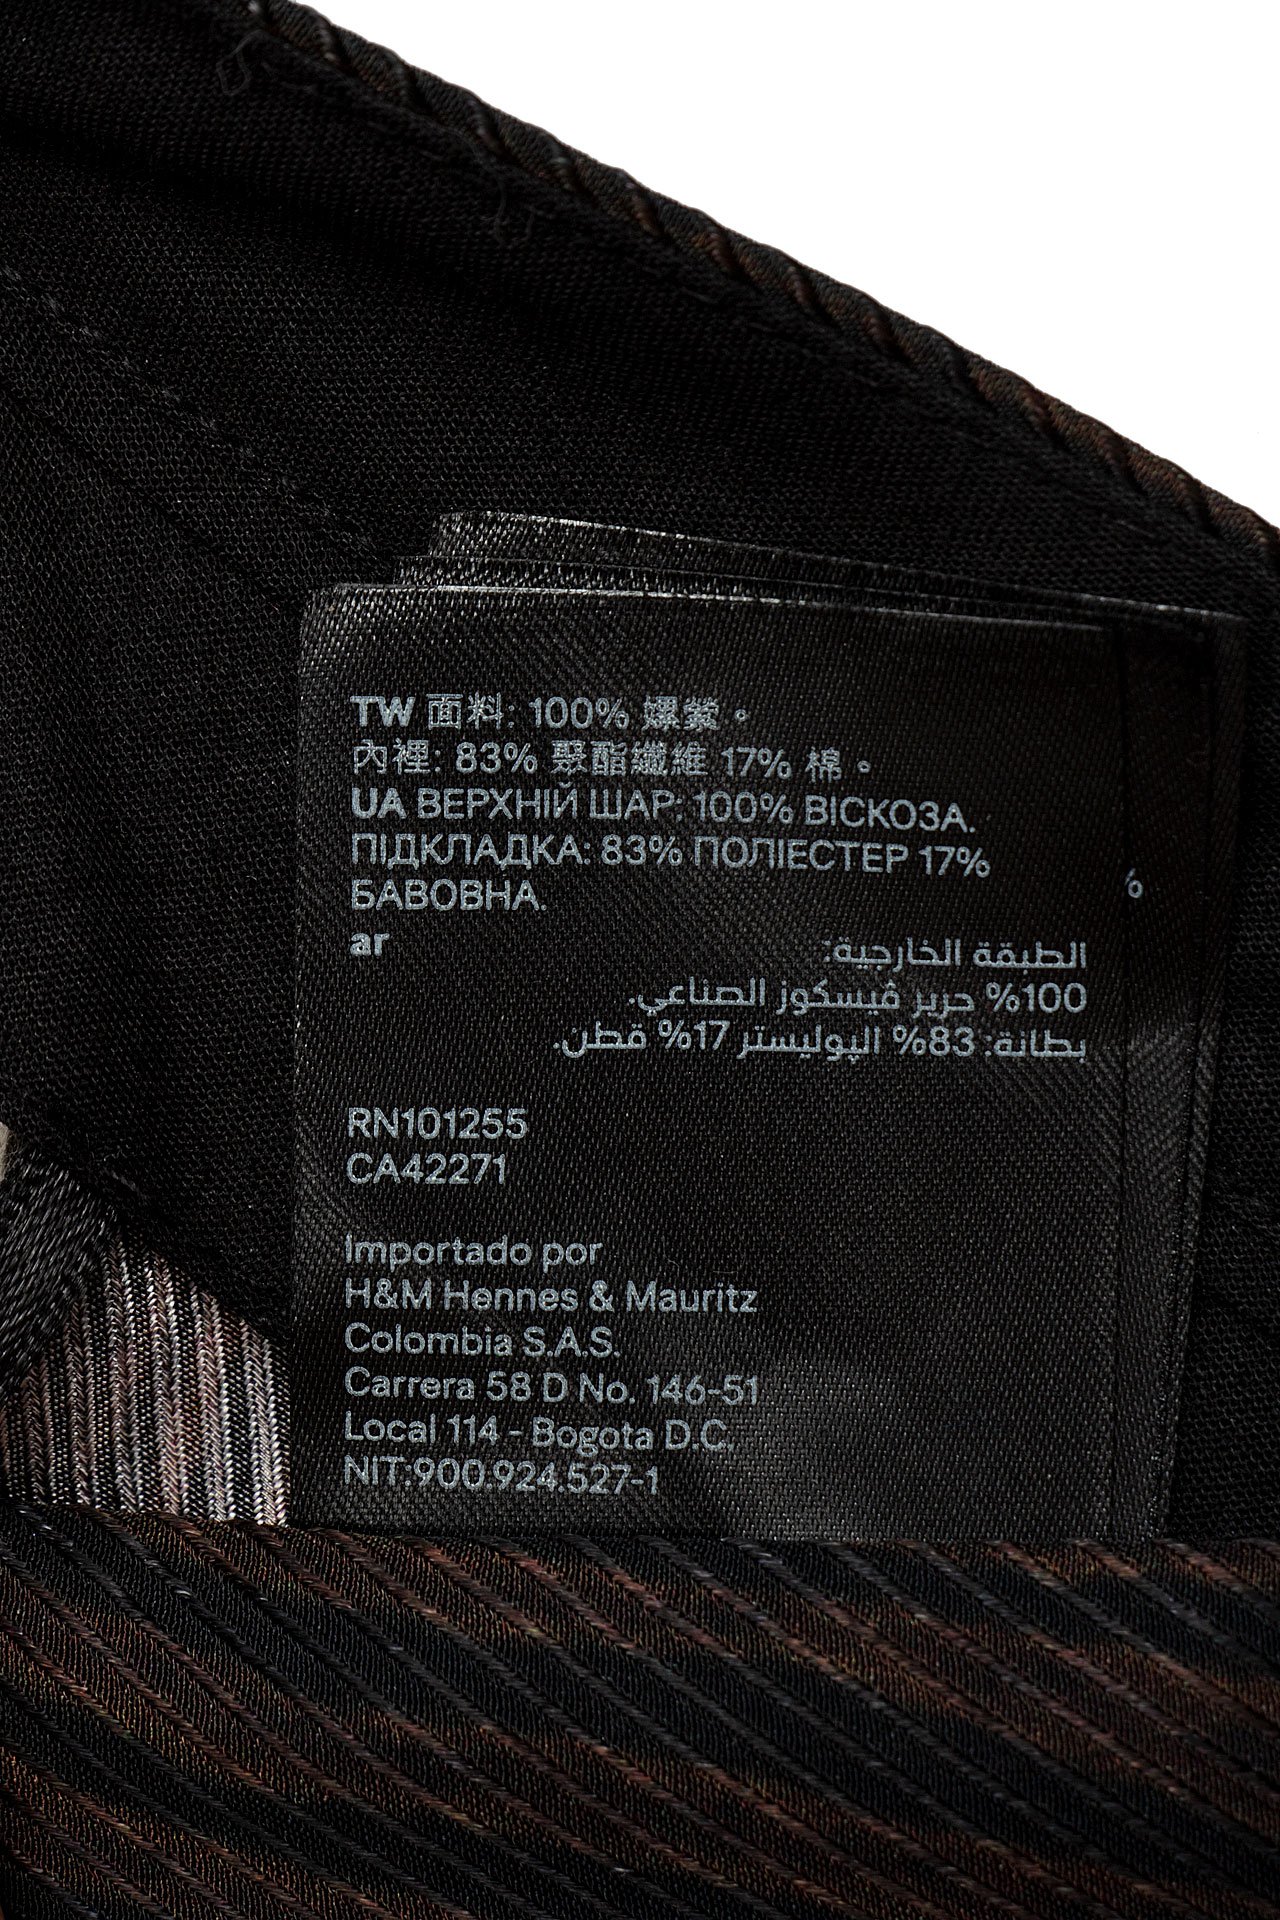 TW 面料: 100% 嫘縈。
內裡: 83% 聚酯纖維 17% 棉。
UA ВЕРХНІЙ ШАР: 100% ВІСКОЗА.
ПІДКЛАДКА: 83% ПОЛІЕСТЕР 17%
БАВОВНА.
%
ar
الطبقة الخارجية:
100% حرير ڤيسكوز الصناعي.
بطانة: 83% الپوليستر 17% قطن.
RN101255
CA42271
Importado por
H&M Hennes & Mauritz
Colombia S.A.S.
Carrera 58 D No. 146-51
Local 114 - Bogota D.C.
NIT:900.924.527-1